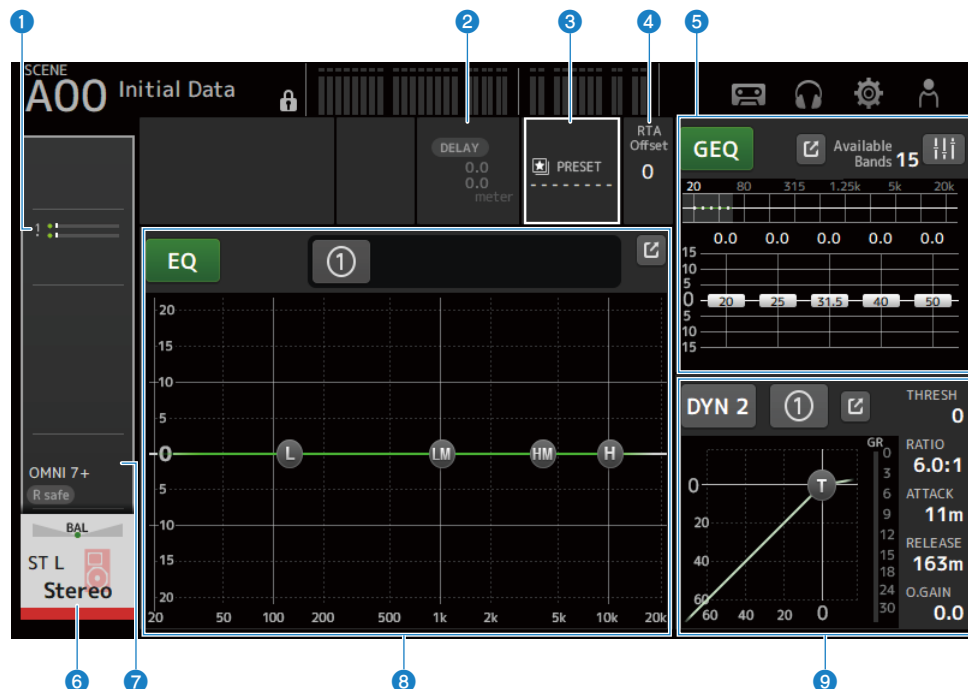 1 2 3 4 5
SCENE
A00 Initial Data
DELAY
0.0
0.0
meter
PRESET
------------
RTA
Offset
0
GEQ
Available
Bands 15
20 80 315 1.25k 5k 20k
0.0 0.0 0.0 0.0 0.0
15
10
5
0
5
10
15
20 25 31.5 40 50
1
!
EQ
1
20
15
10
5
0
5
10
15
20
L LM HM H
20 50 100 200 500 1k 2k 5k 10k 20k
DYN 2
1
THRESH
0
GR
RATIO
6.0:1
ATTACK
11m
RELEASE
163m
O.GAIN
0.0
0
20
40
60
T
60 40 20 0
0
3
6
9
12
15
18
24
30
OMNI 7+
R safe
BAL
ST L
Stereo
6 7 8 9